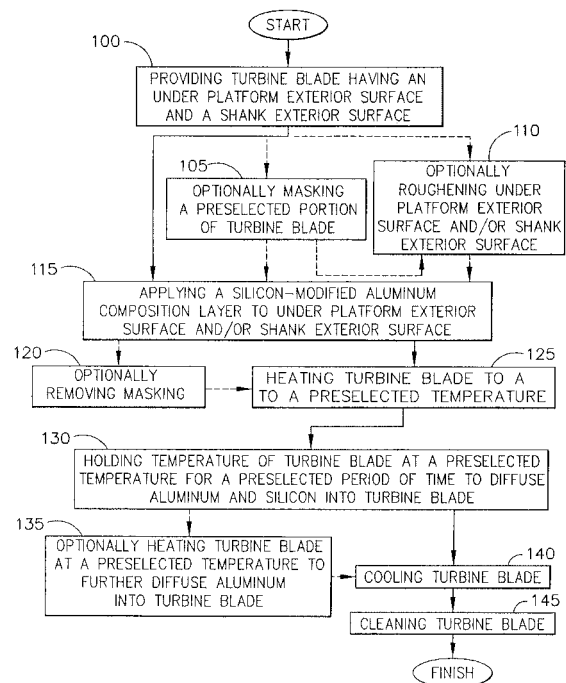 START
100
PROVIDING TURBINE BLADE HAVING AN
UNDER PLATFORM EXTERIOR SURFACE
AND A SHANK EXTERIOR SURFACE
110
105
OPTIONALLY MASKING
A PRESELECTED PORTION
OF TURBINE BLADE
OPTIONALLY
ROUGHENING UNDER
PLATFORM EXTERIOR
SURFACE AND/OR SHANK
EXTERIOR SURFACE
115
APPLYING A SILICON-MODIFIED ALUMINUM
COMPOSITION LAYER TO UNDER PLATFORM EXTERIOR
SURFACE AND/OR SHANK EXTERIOR SURFACE
120
OPTIONALLY
REMOVING MASKING
125
HEATING TURBINE BLADE TO A
TO A PRESELECTED TEMPERATURE
130
HOLDING TEMPERATURE OF TURBINE BLADE AT A PRESELECTED
TEMPERATURE FOR A PRESELECTED PERIOD OF TIME TO DIFFUSE
ALUMINUM AND SILICON INTO TURBINE BLADE
135
OPTIONALLY HEATING TURBINE BLADE
AT A PRESELECTED TEMPERATURE TO
FURTHER DIFFUSE ALUMINUM
INTO TURBINE BLADE
140
COOLING TURBINE BLADE
145
CLEANING TURBINE BLADE
FINISH